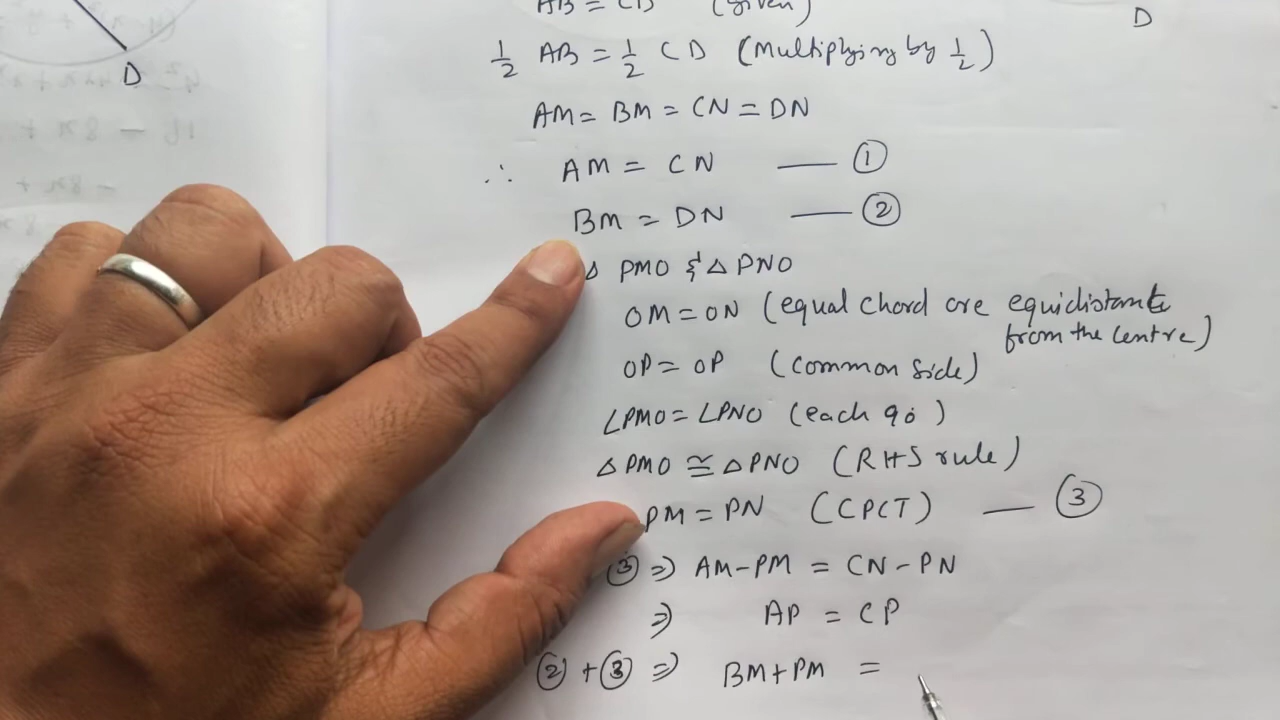 AB = CD (given)
D
D
1/2 AB = 1/2 CD (Multiplying by 1/2)
AM = BM = CN = DN
∴ AM = CN — ①
BM = DN — ②
△ PMO & △ PNO
OM = ON (equal chord are equidistant
from the centre)
OP = OP (common side)
∠PMO = ∠PNO (each 90)
△ PMO ≅ △ PNO (RHS rule)
PM = PN (CPCT) — ③
③ ⇒ AM - PM = CN - PN
⇒ AP = CP
② + ③ ⇒ BM + PM =